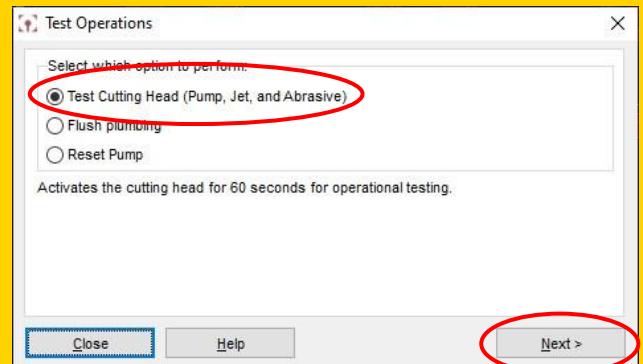 Test Operations
Select which option to perform:
Test Cutting Head (Pump, Jet, and Abrasive)
Flush plumbing
Reset Pump
Activates the cutting head for 60 seconds for operational testing.
Close Help Next >